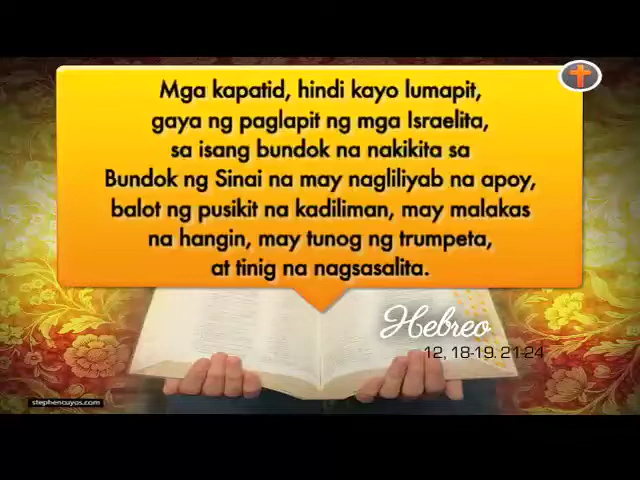 Mga kapatid, hindi kayo lumapit,
gaya ng paglapit ng mga Israelita,
sa isang bundok na nakikita sa
Bundok ng Sinai na may nagliliyab na apoy,
balot ng pusikit na kadiliman, may malakas
na hangin, may tunog ng trumpeta,
at tinig na nagsasalita.
Hebreo
12, 18-19. 21-24
stephencuyos.com